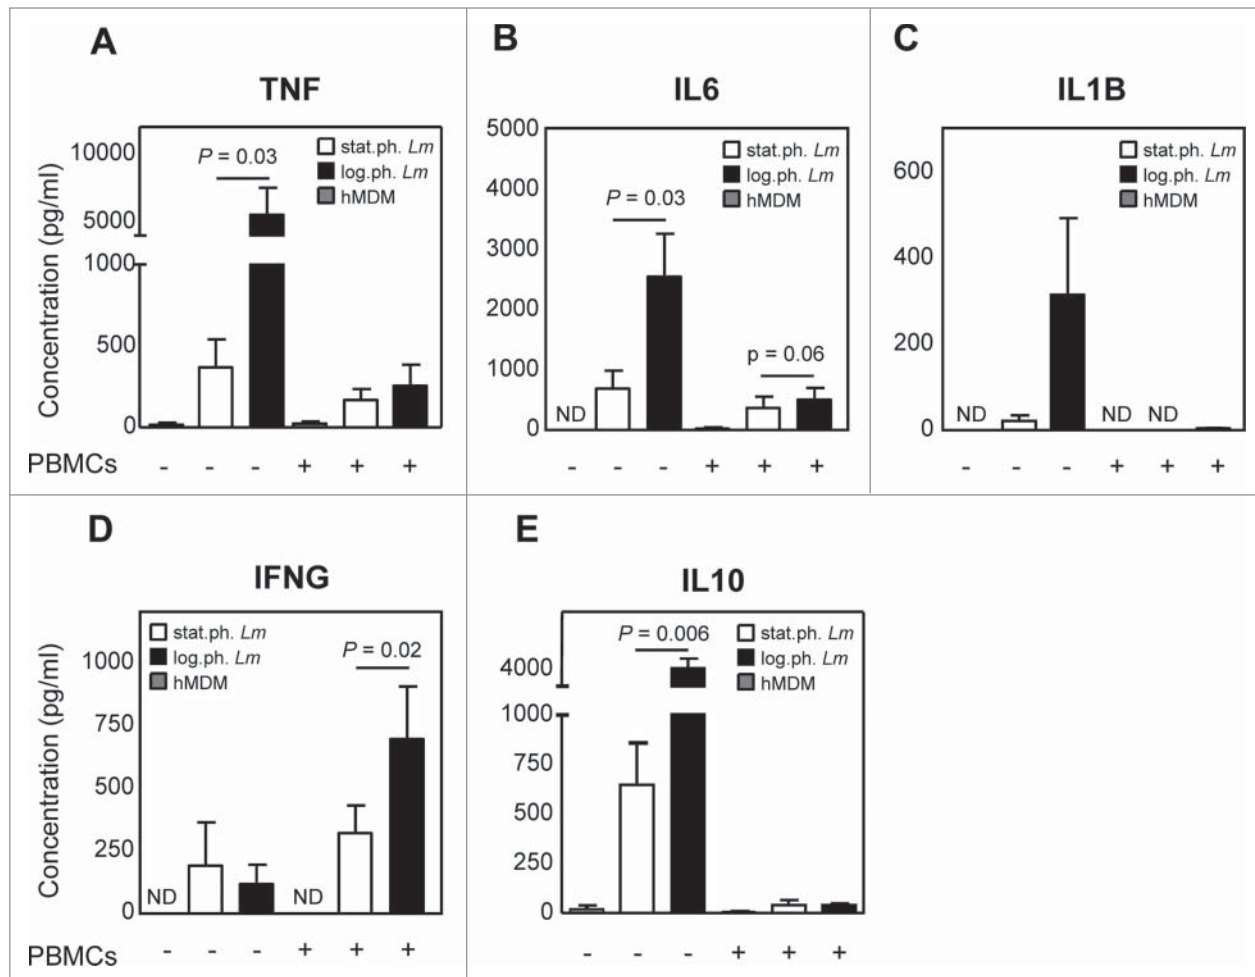 A
TNF
Concentration (pg/ml)
10000
5000
1000
500
0
P = 0.03
stat.ph. Lm
log.ph. Lm
hMDM
PBMCs - - - + + +
B
IL6
5000
4000
3000
2000
1000
0
stat.ph. Lm
log.ph. Lm
hMDM
P = 0.03
p = 0.06
ND
- - - + + +
C
IL1B
600
400
200
0
stat.ph. Lm
log.ph. Lm
hMDM
ND ND ND
- - - + + +
D
IFNG
Concentration (pg/ml)
1000
750
500
250
0
stat.ph. Lm
log.ph. Lm
hMDM
P = 0.02
ND ND
PBMCs - - - + + +
E
IL10
4000
1000
750
500
250
0
P = 0.006
stat.ph. Lm
log.ph. Lm
hMDM
- - - + + +